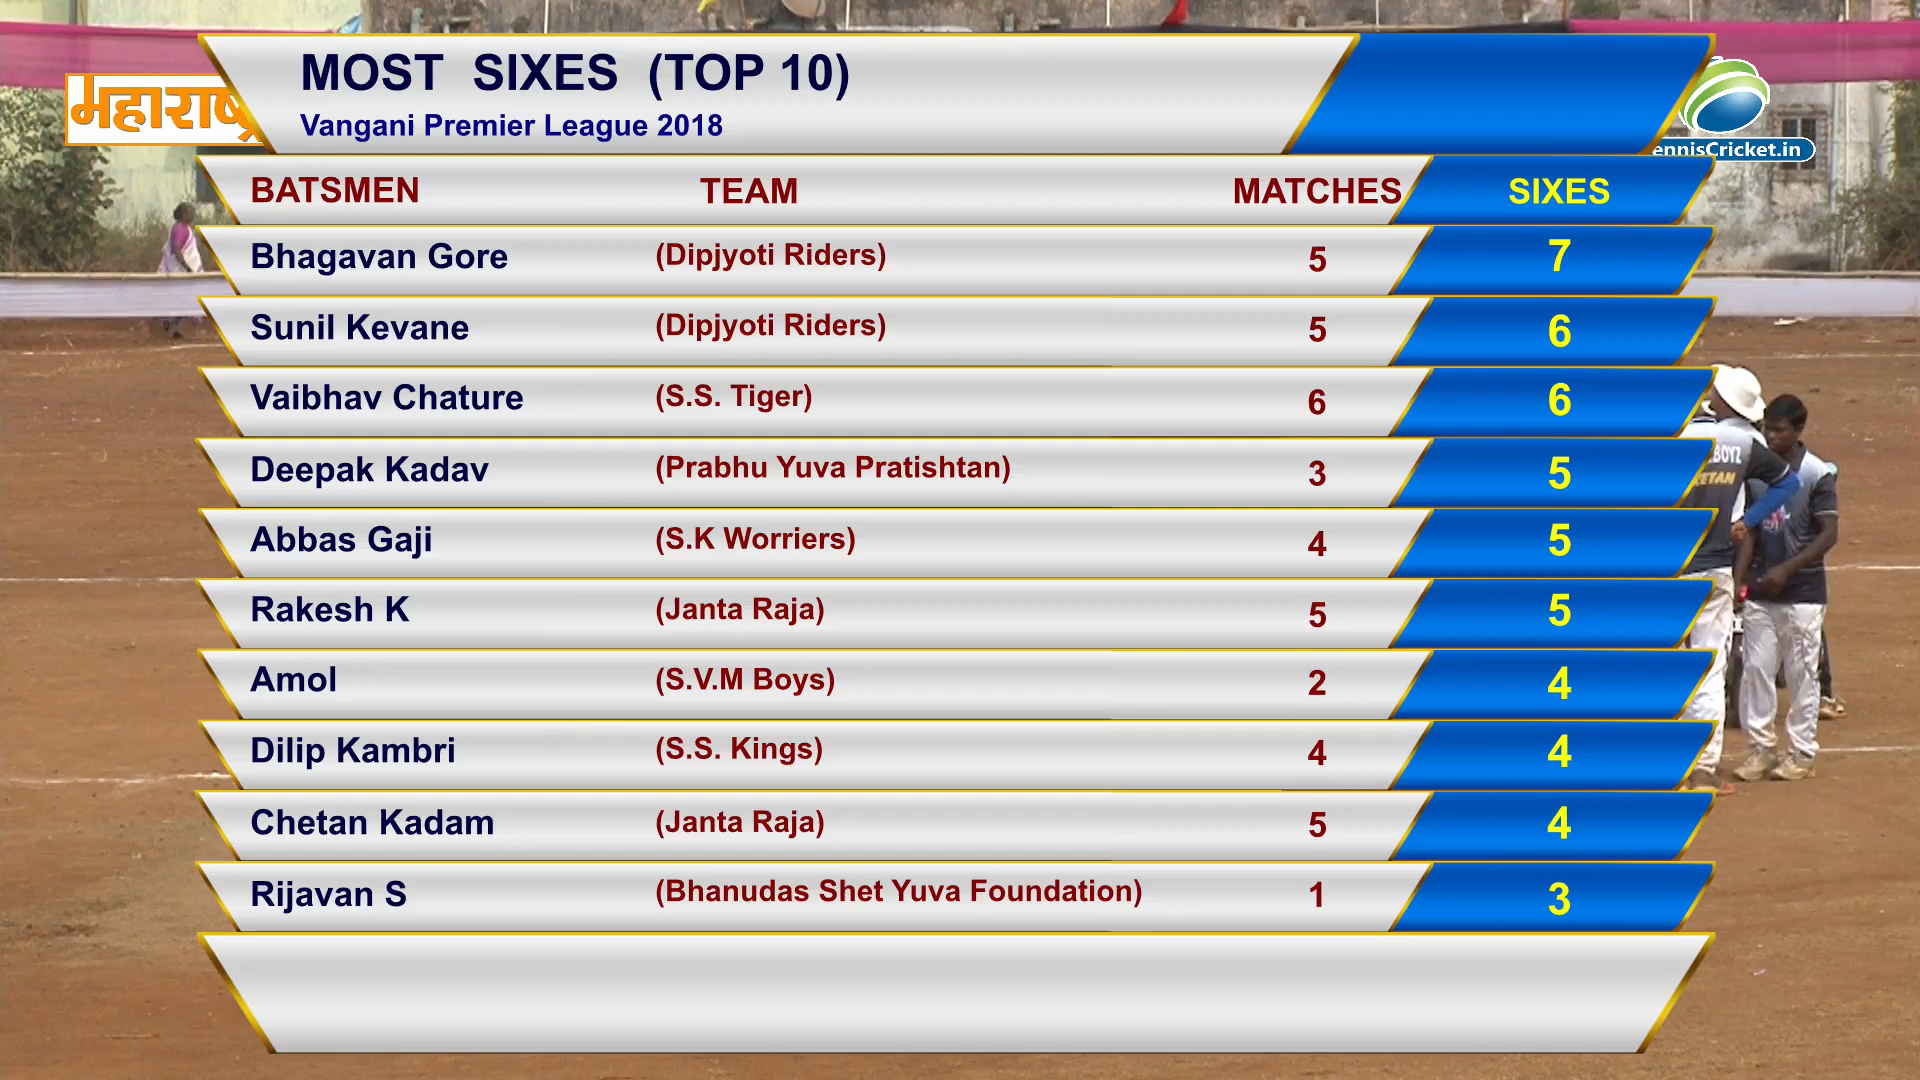 MOST SIXES (TOP 10)
Vangani Premier League 2018
महाराष्ट्र
ennisCricket.in
BATSMEN TEAM MATCHES SIXES
Bhagavan Gore (Dipjyoti Riders) 5 7
Sunil Kevane (Dipjyoti Riders) 5 6
Vaibhav Chature (S.S. Tiger) 6 6
Deepak Kadav (Prabhu Yuva Pratishtan) 3 5
Abbas Gaji (S.K Worriers) 4 5
Rakesh K (Janta Raja) 5 5
Amol (S.V.M Boys) 2 4
Dilip Kambri (S.S. Kings) 4 4
Chetan Kadam (Janta Raja) 5 4
Rijavan S (Bhanudas Shet Yuva Foundation) 1 3